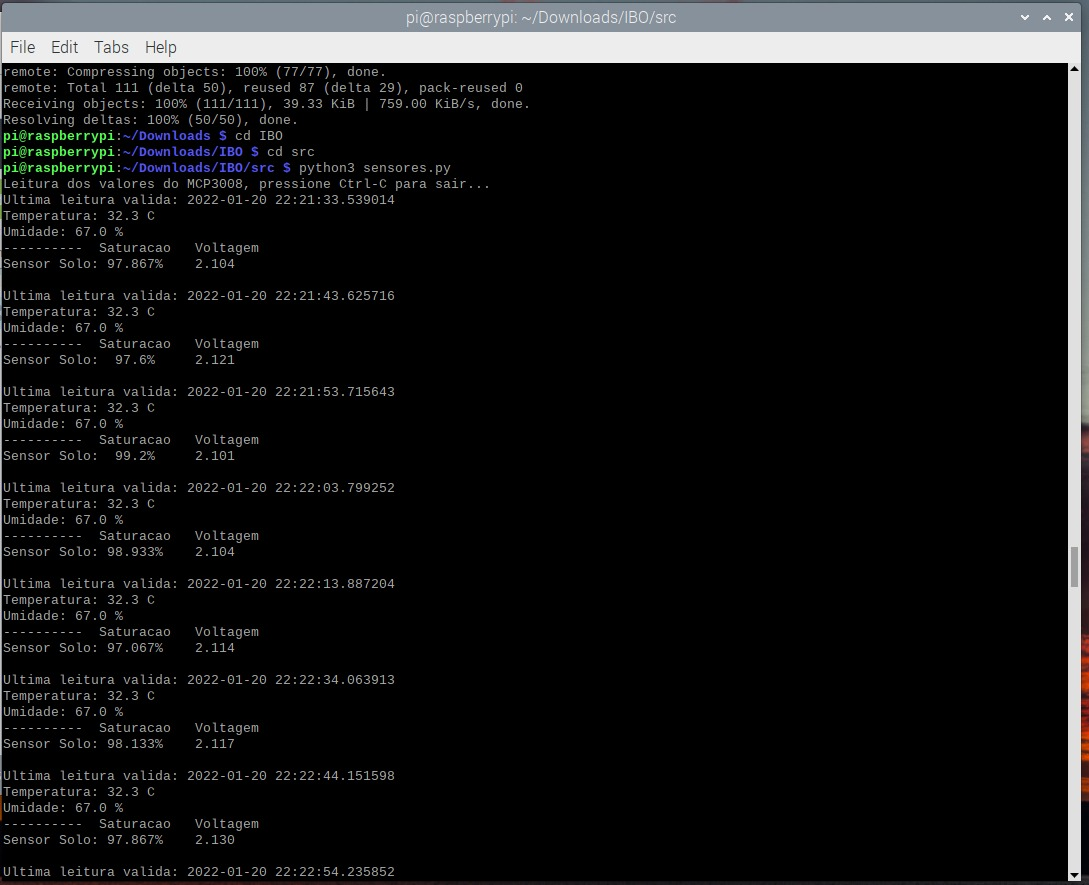 pi@raspberrypi: ~/Downloads/IBO/src
File Edit Tabs Help
remote: Compressing objects: 100% (77/77), done.
remote: Total 111 (delta 50), reused 87 (delta 29), pack-reused 0
Receiving objects: 100% (111/111), 39.33 KiB | 759.00 KiB/s, done.
Resolving deltas: 100% (50/50), done.
pi@raspberrypi:~/Downloads $ cd IBO
pi@raspberrypi:~/Downloads/IBO $ cd src
pi@raspberrypi:~/Downloads/IBO/src $ python3 sensores.py
Leitura dos valores do MCP3008, pressione Ctrl-C para sair...
Ultima leitura valida: 2022-01-20 22:21:33.539014
Temperatura: 32.3 C
Umidade: 67.0 %
----------  Saturacao   Voltagem
Sensor Solo: 97.867%    2.104

Ultima leitura valida: 2022-01-20 22:21:43.625716
Temperatura: 32.3 C
Umidade: 67.0 %
----------  Saturacao   Voltagem
Sensor Solo:  97.6%     2.121

Ultima leitura valida: 2022-01-20 22:21:53.715643
Temperatura: 32.3 C
Umidade: 67.0 %
----------  Saturacao   Voltagem
Sensor Solo:  99.2%     2.101

Ultima leitura valida: 2022-01-20 22:22:03.799252
Temperatura: 32.3 C
Umidade: 67.0 %
----------  Saturacao   Voltagem
Sensor Solo: 98.933%    2.104

Ultima leitura valida: 2022-01-20 22:22:13.887204
Temperatura: 32.3 C
Umidade: 67.0 %
----------  Saturacao   Voltagem
Sensor Solo: 97.067%    2.114

Ultima leitura valida: 2022-01-20 22:22:34.063913
Temperatura: 32.3 C
Umidade: 67.0 %
----------  Saturacao   Voltagem
Sensor Solo: 98.133%    2.117

Ultima leitura valida: 2022-01-20 22:22:44.151598
Temperatura: 32.3 C
Umidade: 67.0 %
----------  Saturacao   Voltagem
Sensor Solo: 97.867%    2.130

Ultima leitura valida: 2022-01-20 22:22:54.235852